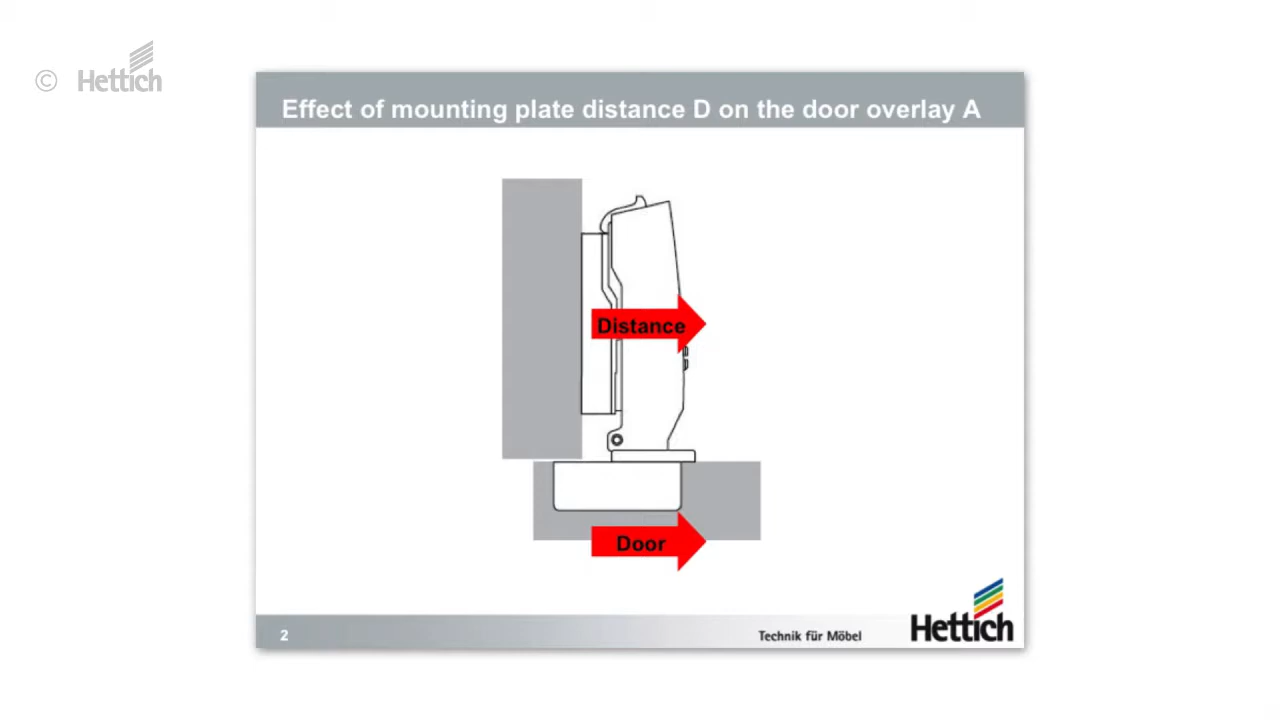 © Hettich
Effect of mounting plate distance D on the door overlay A
Distance
Door
2
Technik für Möbel
Hettich